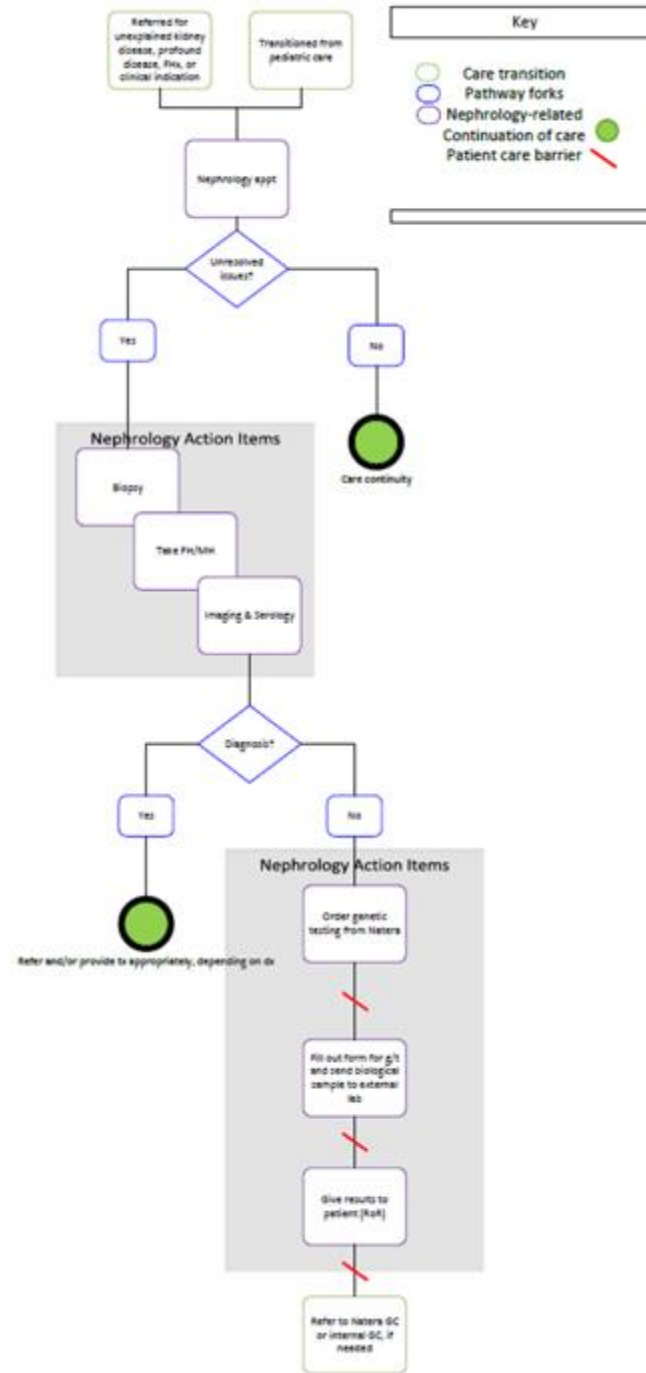 Referred for
unexplained kidney
disease, profound
disease, FHx, or
clinical indication
Transitioned from
pediatric care
Key
Care transition
Pathway forks
Nephrology-related
Continuation of care
Patient care barrier
Nephrology appt
Unresolved
issues?
Yes
No
Nephrology Action Items
Biopsy
Take FH/MH
Imaging & Serology
Care continuity
Diagnosis?
Yes
No
Refer and/or provide tx appropriately, depending on dx
Nephrology Action Items
Order genetic
testing from Natera
Fill out form for g/t
and send biological
sample to external
lab
Give results to
patient (RoR)
Refer to Natera GC
or internal GC, if
needed